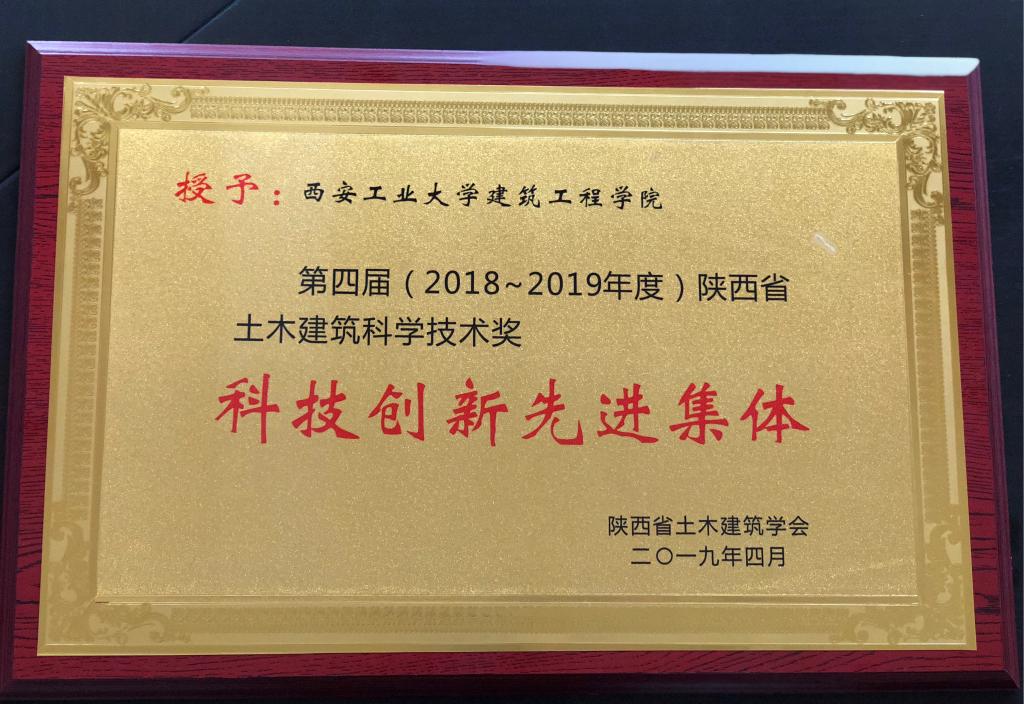 授予：西安工业大学建筑工程学院
第四届（2018~2019年度）陕西省
土木建筑科学技术奖
科技创新先进集体
陕西省土木建筑学会
二〇一九年四月